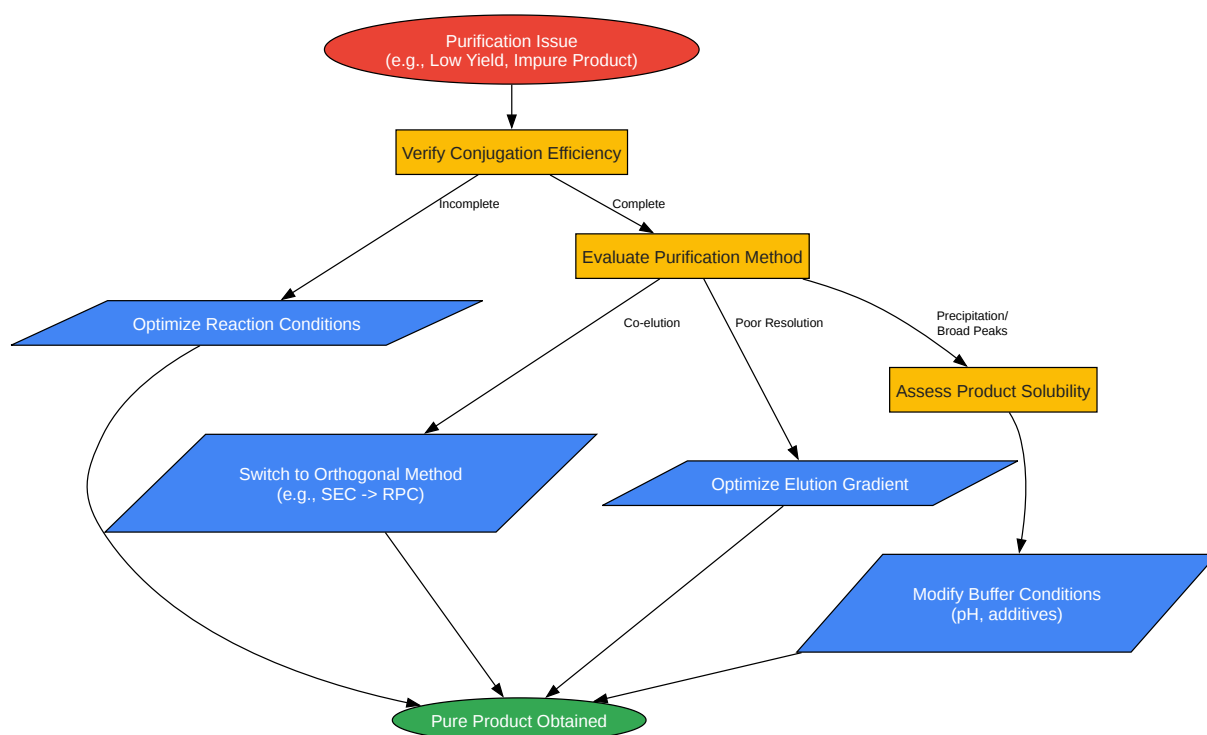 Purification Issue
(e.g., Low Yield, Impure Product)
Verify Conjugation Efficiency
Incomplete
Complete
Evaluate Purification Method
Optimize Reaction Conditions
Co-elution
Poor Resolution
Precipitation/
Broad Peaks
Assess Product Solubility
Switch to Orthogonal Method
(e.g., SEC -> RPC)
Optimize Elution Gradient
Modify Buffer Conditions
(pH, additives)
Pure Product Obtained